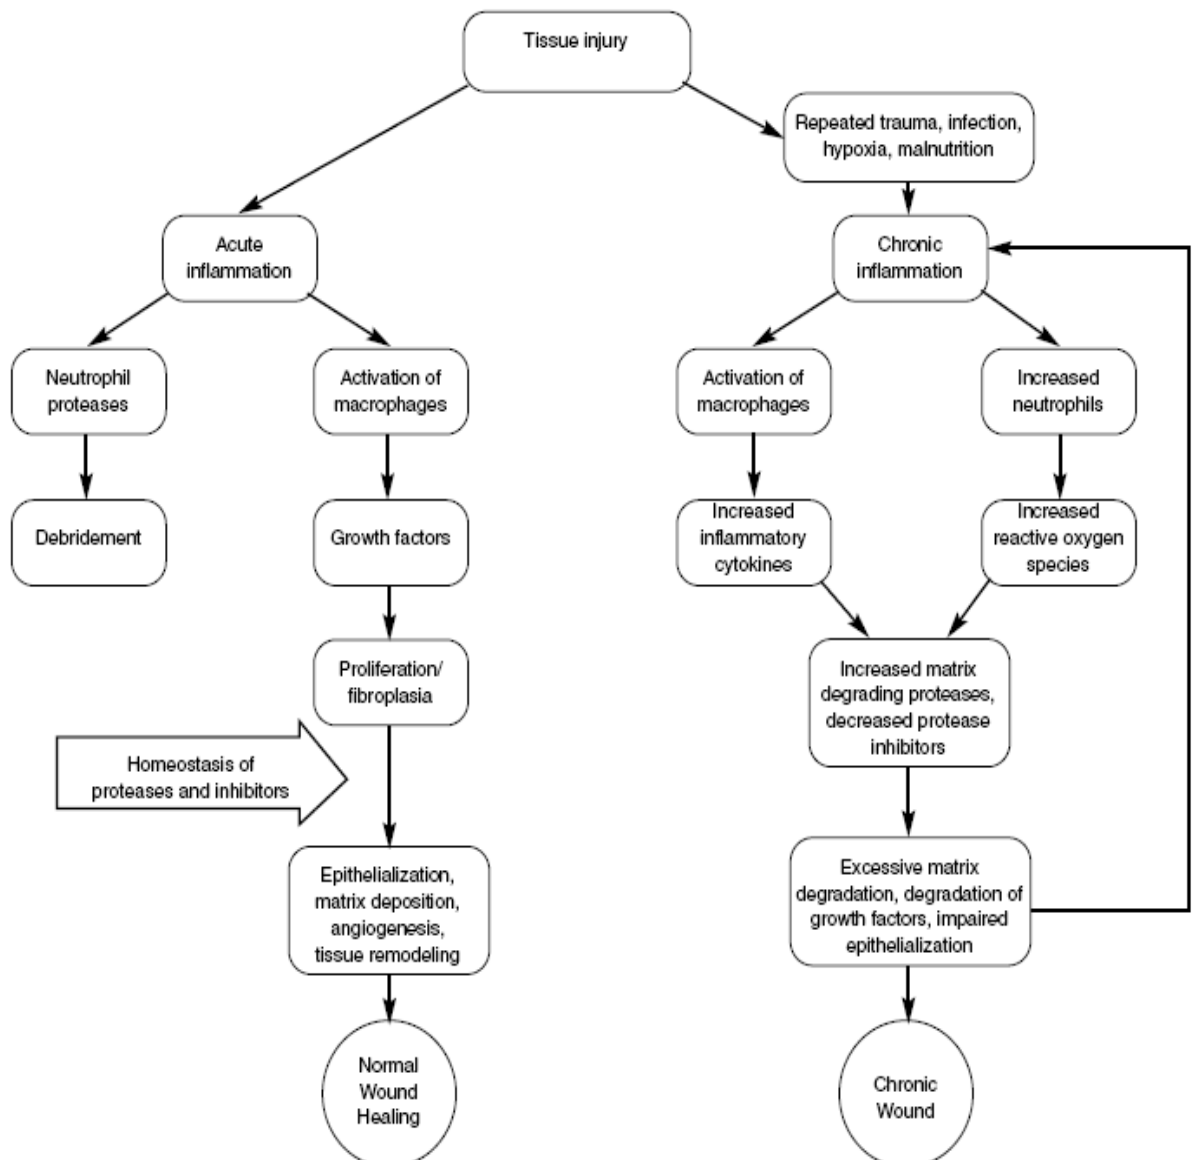 Tissue injury
Repeated trauma, infection,
hypoxia, malnutrition
Acute
inflammation
Chronic
inflammation
Neutrophil
proteases
Activation of
macrophages
Activation of
macrophages
Increased
neutrophils
Debridement
Growth factors
Increased
inflammatory
cytokines
Increased
reactive oxygen
species
Proliferation/
fibroplasia
Increased matrix
degrading proteases,
decreased protease
inhibitors
Homeostasis of
proteases and inhibitors
Epithelialization,
matrix deposition,
angiogenesis,
tissue remodeling
Excessive matrix
degradation, degradation of
growth factors, impaired
epithelialization
Normal
Wound
Healing
Chronic
Wound